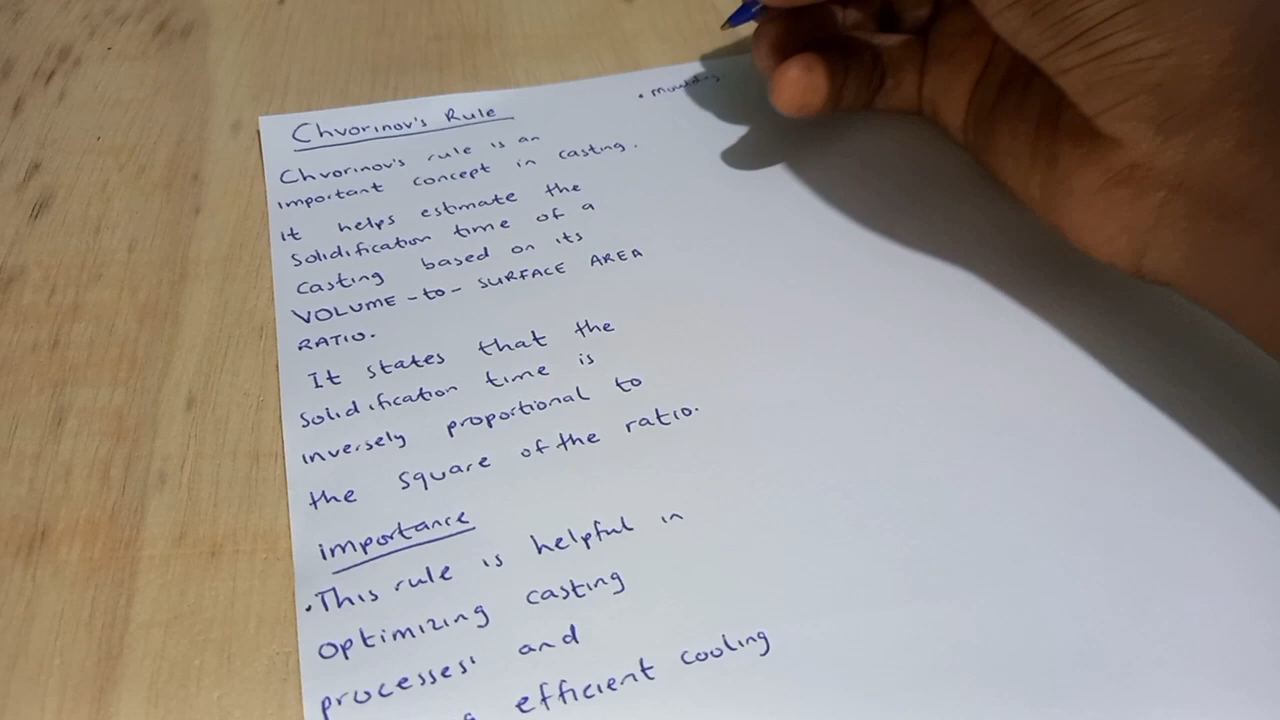 Chvorinov's Rule
Chvorinov's rule is an
important concept in casting.
it helps estimate the
solidification time of a
casting based on its
VOLUME-to-SURFACE AREA
RATIO.
It states that the
solidification time is
inversely proportional to
the square of the ratio.
importance
.This rule is helpful in
optimizing casting
processes' and
efficient cooling